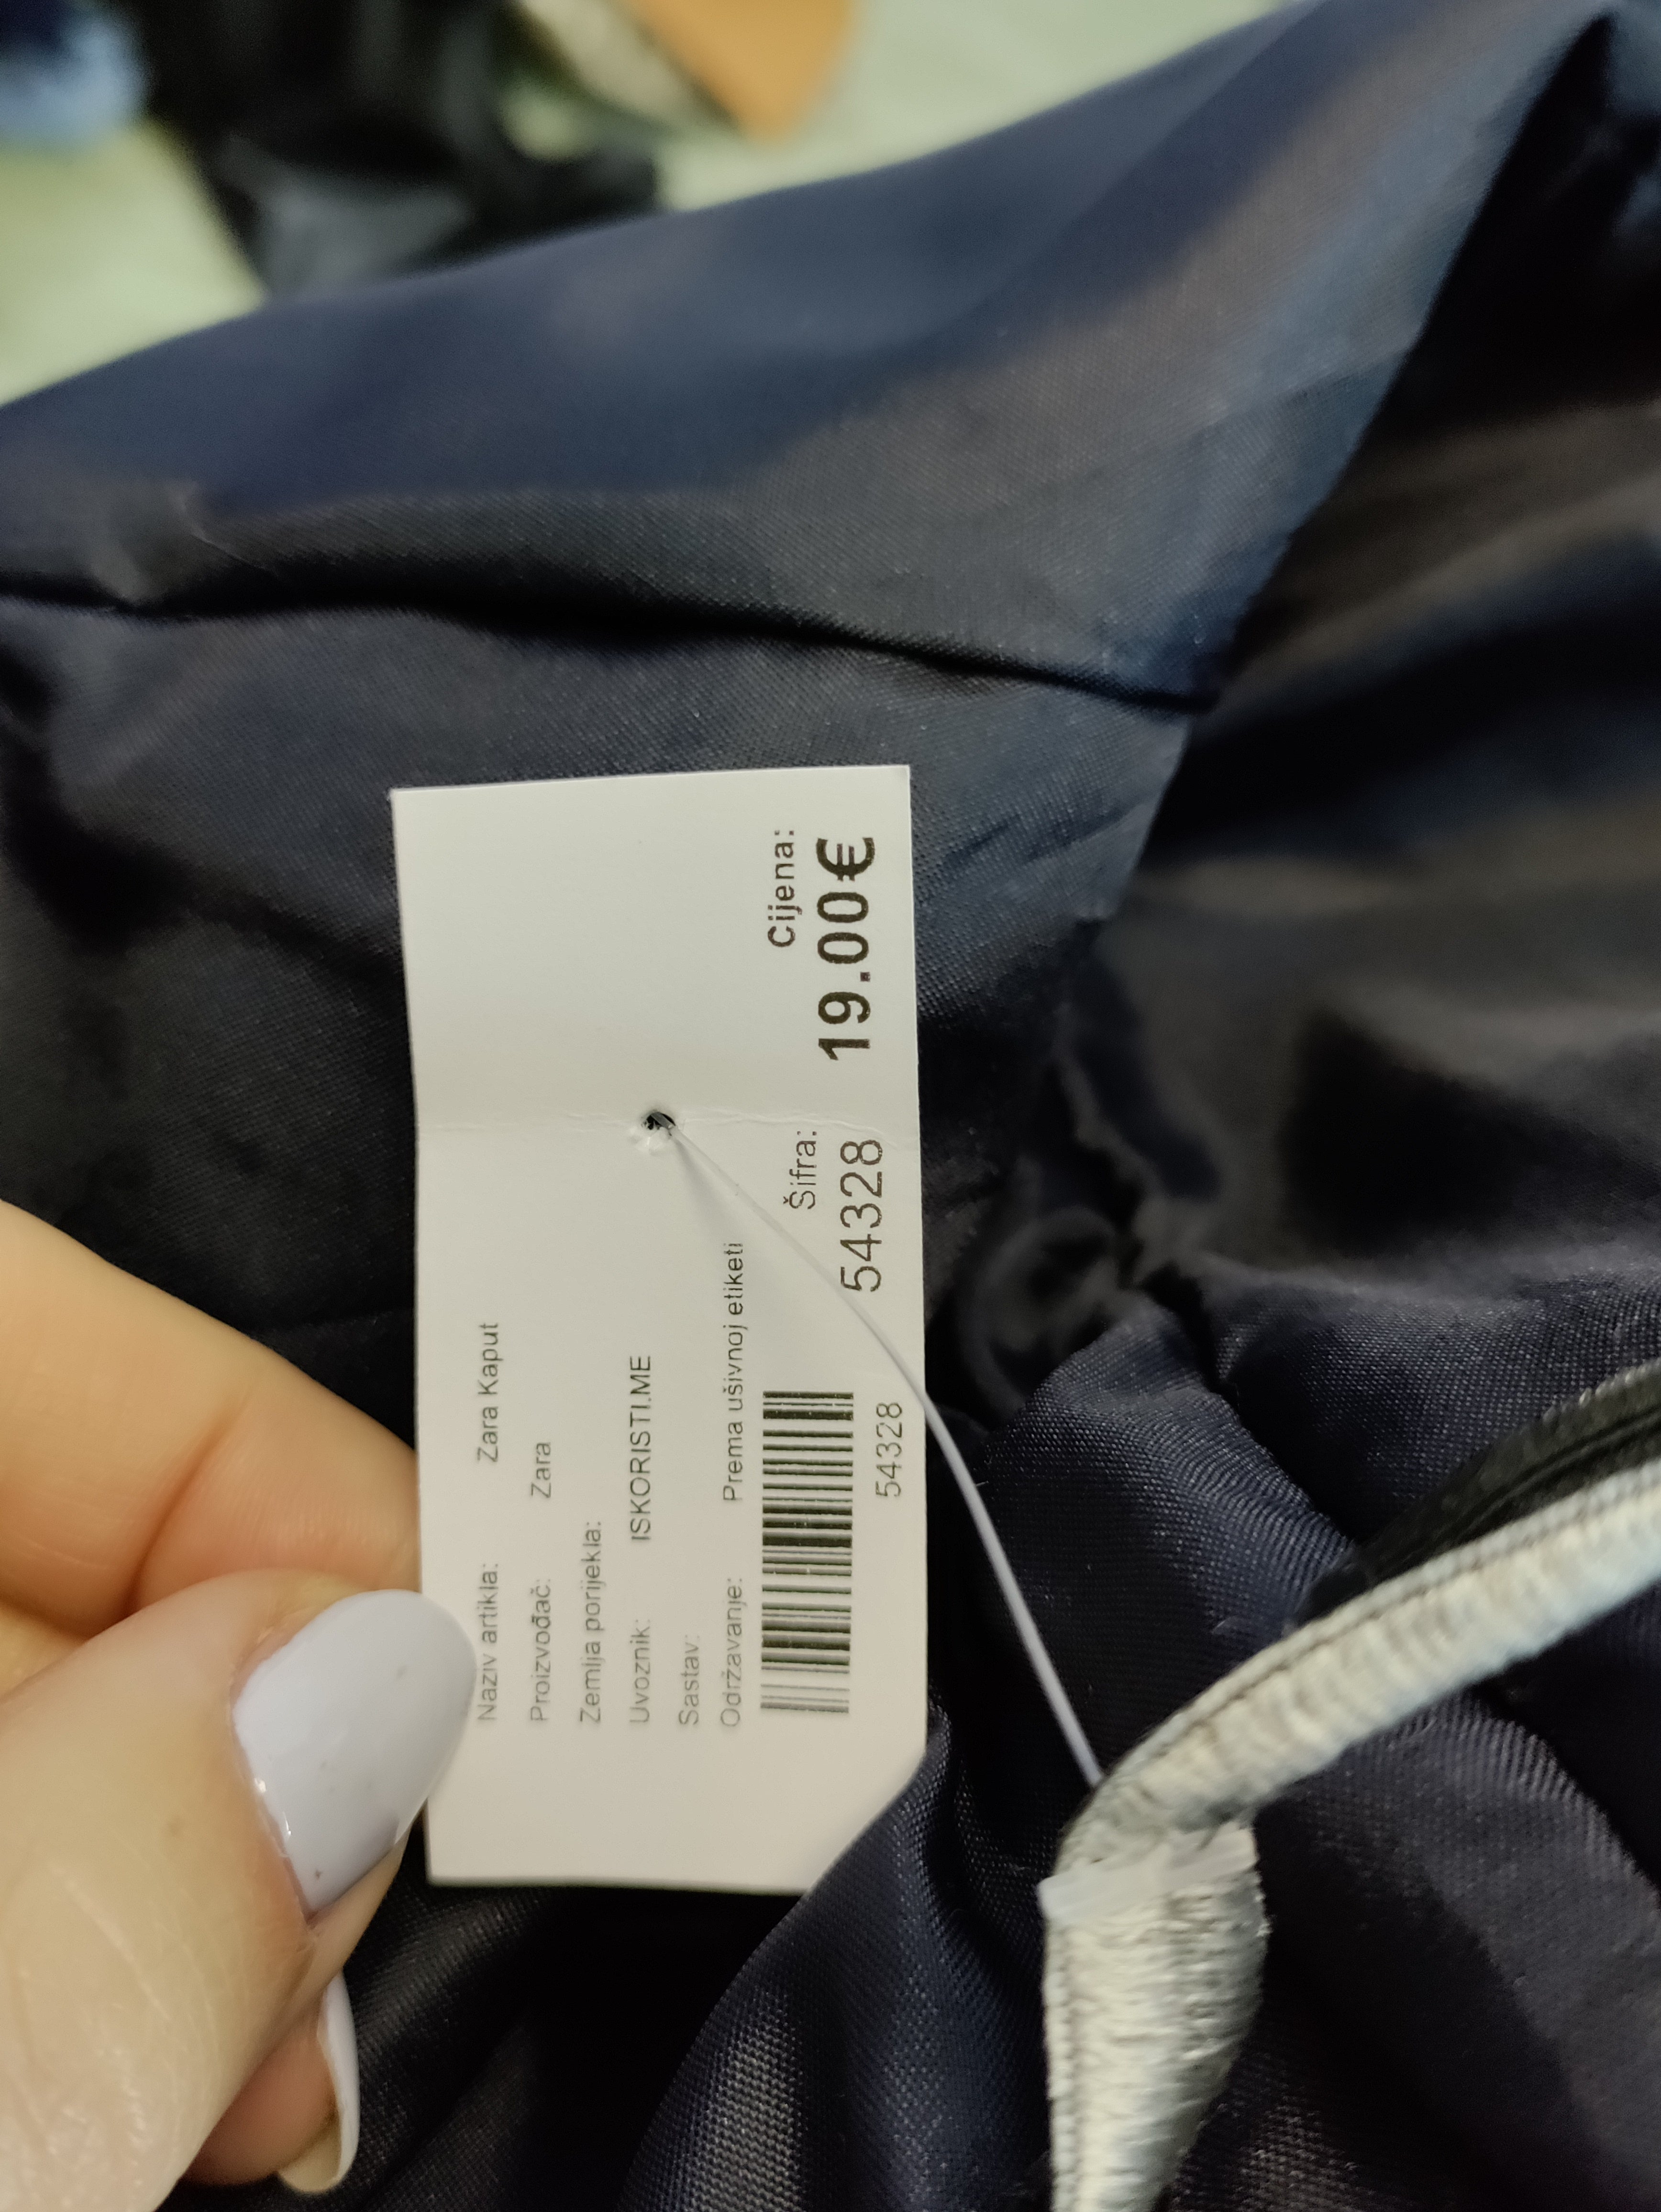 Naziv artikla: Zara Kaput
Proizvođač: Zara
Zemlja porijekla:
Uvoznik: ISKORISTI.ME
Sastav:
Održavanje: Prema ušivnoj etiketi
54328
Šifra:
54328
Cijena:
19.00€